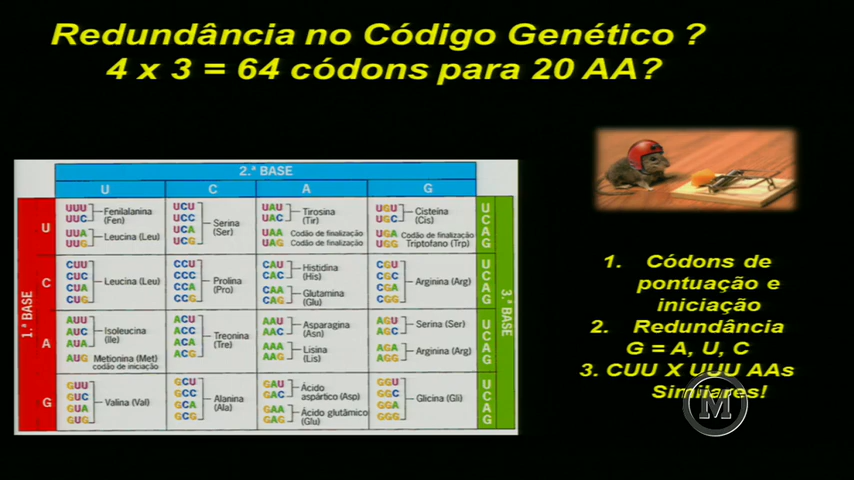 Redundância no Código Genético ?
4 x 3 = 64 códons para 20 AA?
2.ª BASE
U C A G
1.ª BASE
3.ª BASE
U
UUU
UUC
Fenilalanina
(Fen)
UUA
UUG
Leucina (Leu)
UCU
UCC
UCA
UCG
Serina
(Ser)
UAU
UAC
Tirosina
(Tir)
UAA Codão de finalização
UAG Codão de finalização
UGU
UGC
Cisteína
(Cis)
UGA Codão de finalização
UGG Triptofano (Trp)
U
C
A
G
C
CUU
CUC
CUA
CUG
Leucina (Leu)
CCU
CCC
CCA
CCG
Prolina
(Pro)
CAU
CAC
Histidina
(His)
CAA
CAG
Glutamina
(Glu)
CGU
CGC
CGA
CGG
Arginina (Arg)
U
C
A
G
A
AUU
AUC
AUA
Isoleucina
(Ile)
AUG Metionina (Met)
codão de iniciação
ACU
ACC
ACA
ACG
Treonina
(Tre)
AAU
AAC
Asparagina
(Asn)
AAA
AAG
Lisina
(Lis)
AGU
AGC
Serina (Ser)
AGA
AGG
Arginina (Arg)
U
C
A
G
G
GUU
GUC
GUA
GUG
Valina (Val)
GCU
GCC
GCA
GCG
Alanina
(Ala)
GAU
GAC
Ácido
aspártico (Asp)
GAA
GAG
Ácido glutâmico
(Glu)
GGU
GGC
GGA
GGG
Glicina (Gli)
U
C
A
G
1. Códons de
pontuação e
iniciação
2. Redundância
G = A, U, C
3. CUU X UUU AAs
Similares!
M